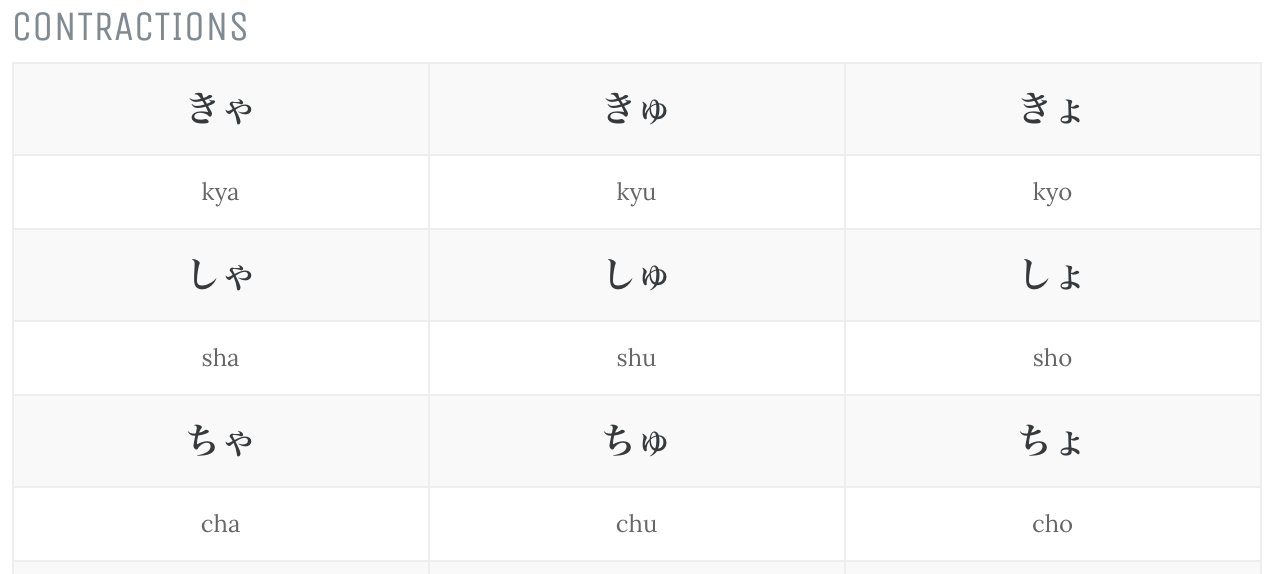 CONTRACTIONS
きゃ きゅ きょ
kya kyu kyo
しゃ しゅ しょ
sha shu sho
ちゃ ちゅ ちょ
cha chu cho